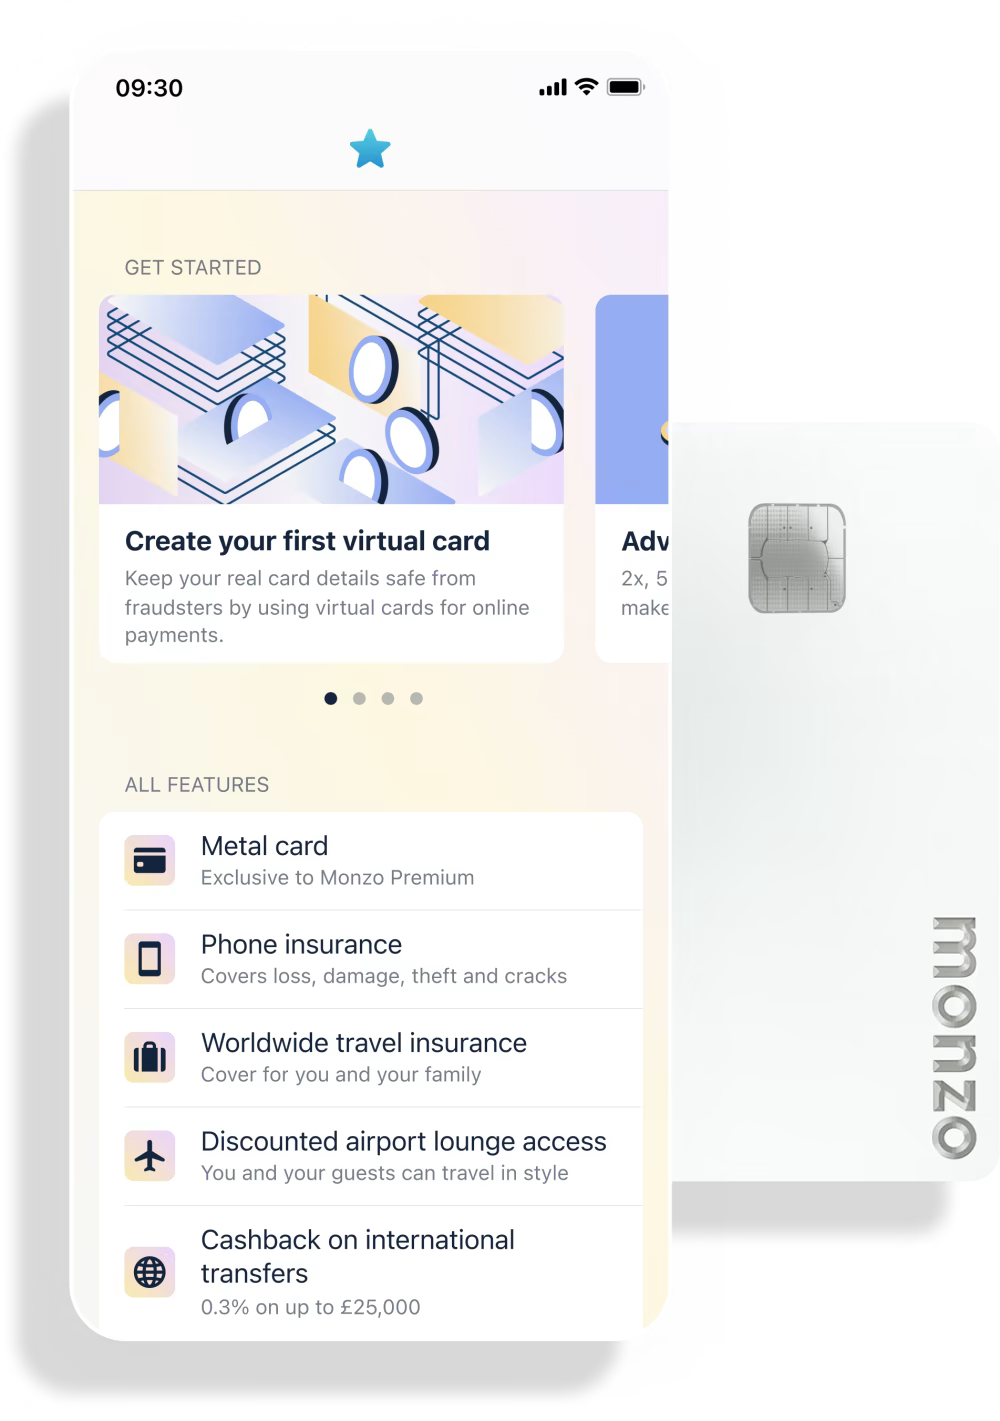 09:30
GET STARTED
Create your first virtual card
Keep your real card details safe from
fraudsters by using virtual cards for online
payments.
Adv
2x, 5
make
ALL FEATURES
Metal card
Exclusive to Monzo Premium
Phone insurance
Covers loss, damage, theft and cracks
Worldwide travel insurance
Cover for you and your family
Discounted airport lounge access
You and your guests can travel in style
Cashback on international
transfers
0.3% on up to £25,000
monzo